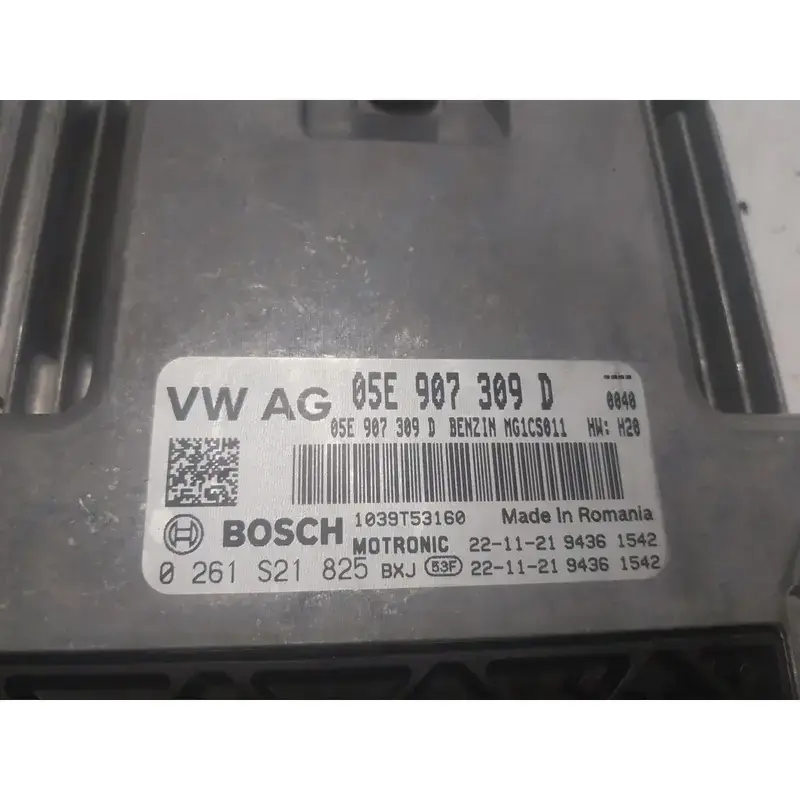 VW AG 05E 907 309 D ---- 0040
05E 907 309 D BENZIN MG1CS011 HW: H20
BOSCH 1039T53160 Made In Romania
MOTRONIC 22-11-21 9436 1542
0 261 S21 825 BXJ 53F 22-11-21 9436 1542